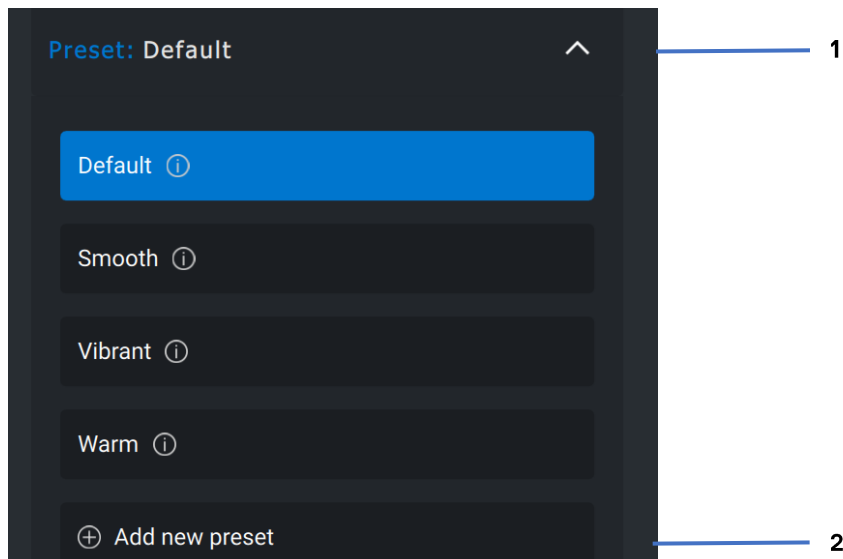 Preset: Default
1
Default
Smooth
Vibrant
Warm
Add new preset
2